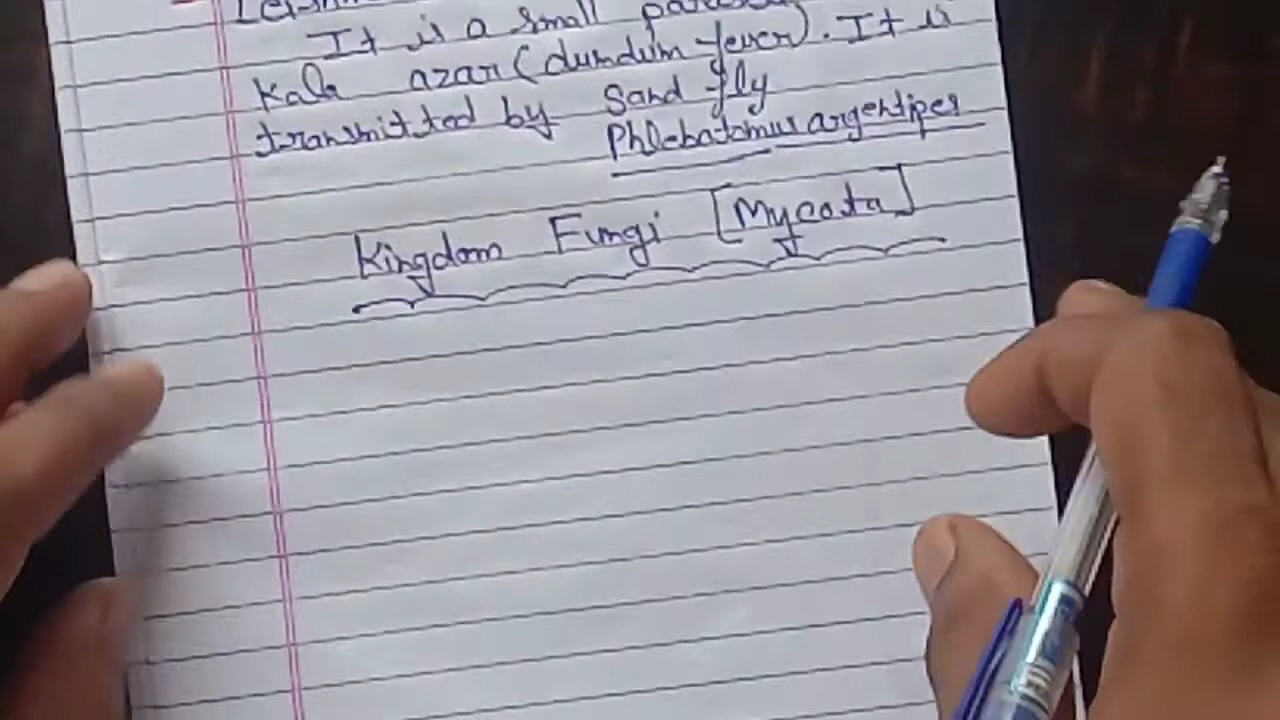 It is a small
Kala azar (dumdum fever). It is
transmitted by Sand fly
Phlebotomus argentipes
Kingdom Fungi [Mycota]